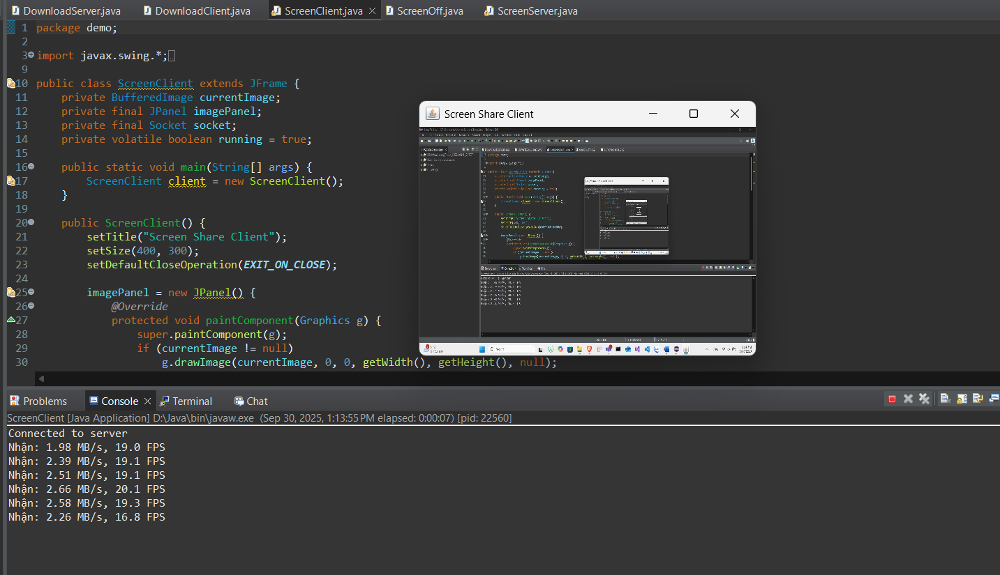 DownloadServer.java DownloadClient.java ScreenClient.java ScreenOff.java ScreenServer.java
1 package demo;
2
3 import javax.swing.*;
9
10 public class ScreenClient extends JFrame {
11 private BufferedImage currentImage;
12 private final JPanel imagePanel;
13 private final Socket socket;
14 private volatile boolean running = true;
15
16 public static void main(String[] args) {
17 ScreenClient client = new ScreenClient();
18 }
19
20 public ScreenClient() {
21 setTitle("Screen Share Client");
22 setSize(400, 300);
23 setDefaultCloseOperation(EXIT_ON_CLOSE);
24
25 imagePanel = new JPanel() {
26 @Override
27 protected void paintComponent(Graphics g) {
28 super.paintComponent(g);
29 if (currentImage != null)
30 g.drawImage(currentImage, 0, 0, getWidth(), getHeight(), null);
Screen Share Client
Problems Console Terminal Chat
ScreenClient [Java Application] D:\Java\bin\javaw.exe (Sep 30, 2025, 1:13:55 PM elapsed: 0:00:07) [pid: 22560]
Connected to server
Nhận: 1.98 MB/s, 19.0 FPS
Nhận: 2.39 MB/s, 19.1 FPS
Nhận: 2.51 MB/s, 19.1 FPS
Nhận: 2.66 MB/s, 20.1 FPS
Nhận: 2.58 MB/s, 19.3 FPS
Nhận: 2.26 MB/s, 16.8 FPS